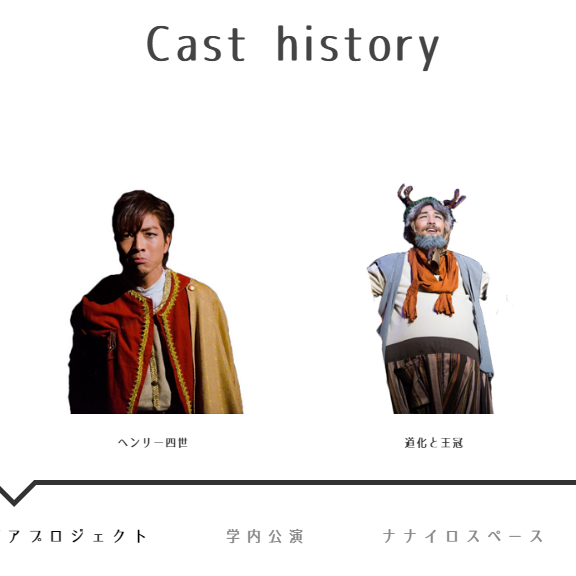 Cast history
ヘンリー四世
道化と王冠
アプロジェクト
学内公演
ナナイロスペース